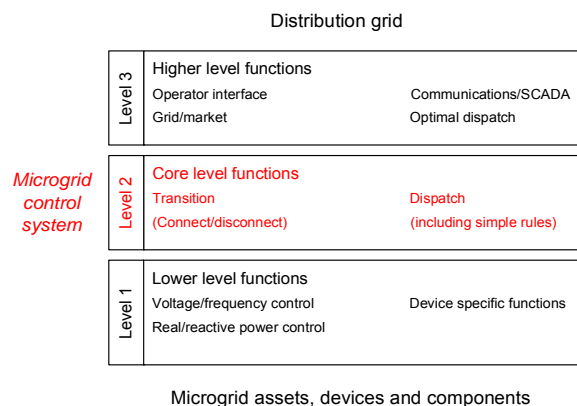 Distribution grid
Level 3
Higher level functions
Operator interface Communications/SCADA
Grid/market Optimal dispatch
Microgrid
control
system
Level 2
Core level functions
Transition Dispatch
(Connect/disconnect) (including simple rules)
Level 1
Lower level functions
Voltage/frequency control Device specific functions
Real/reactive power control
Microgrid assets, devices and components